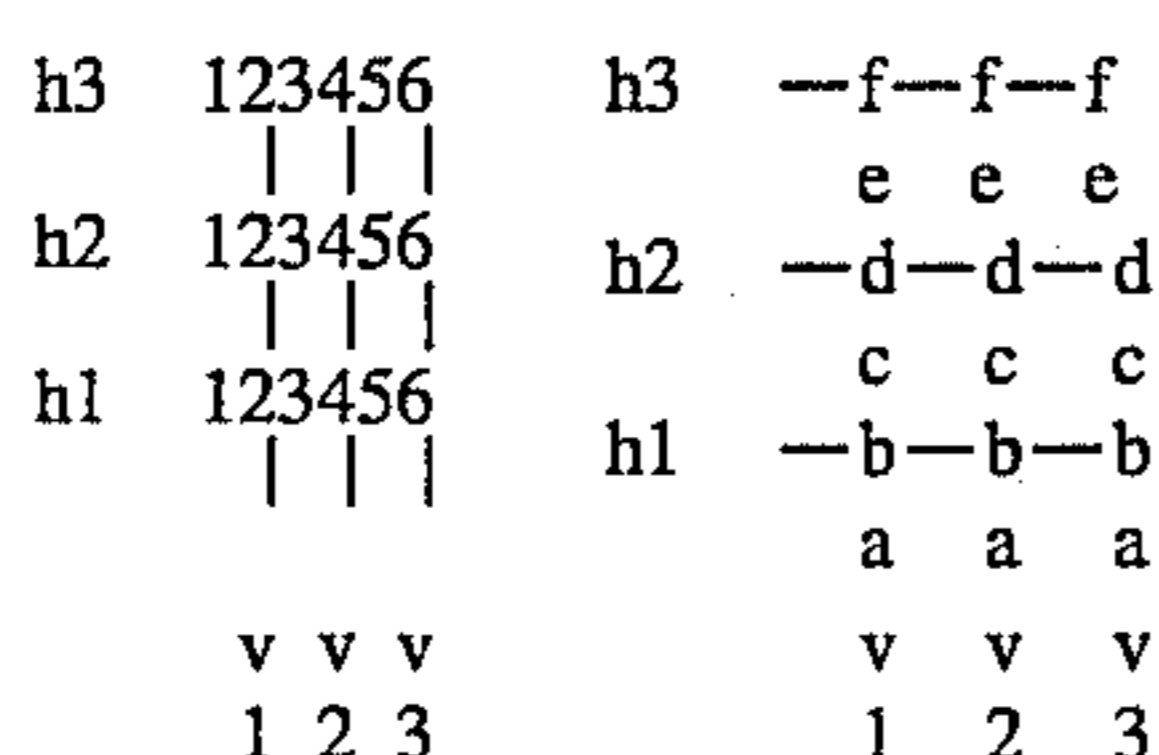 h3 123456 h3 —f—f—f
| | | e e e
h2 123456 h2 —d—d—d
| | | c c c
h1 123456 h1 —b—b—b
| | | a a a
v v v v v v
1 2 3 1 2 3